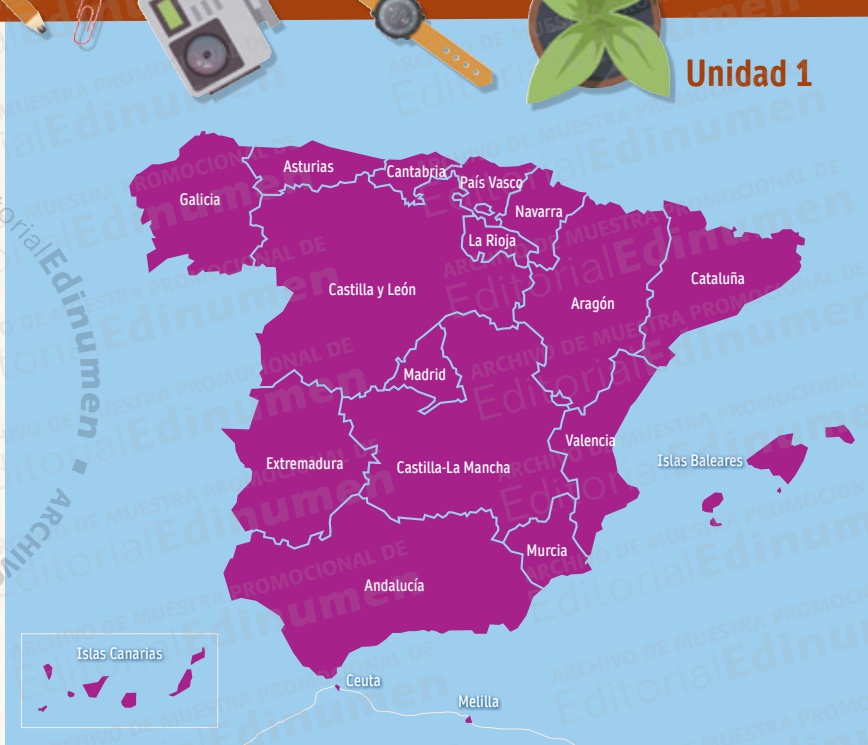 Unidad 1
Asturias
Cantabria
País Vasco
Galicia
Navarra
La Rioja
Castilla y León
Aragón
Cataluña
Madrid
Valencia
Extremadura
Castilla-La Mancha
Islas Baleares
Murcia
Andalucía
Islas Canarias
Ceuta
Melilla
Editorial Edinumen
ARCHIVO DE MUESTRA PROMOCIONAL DE